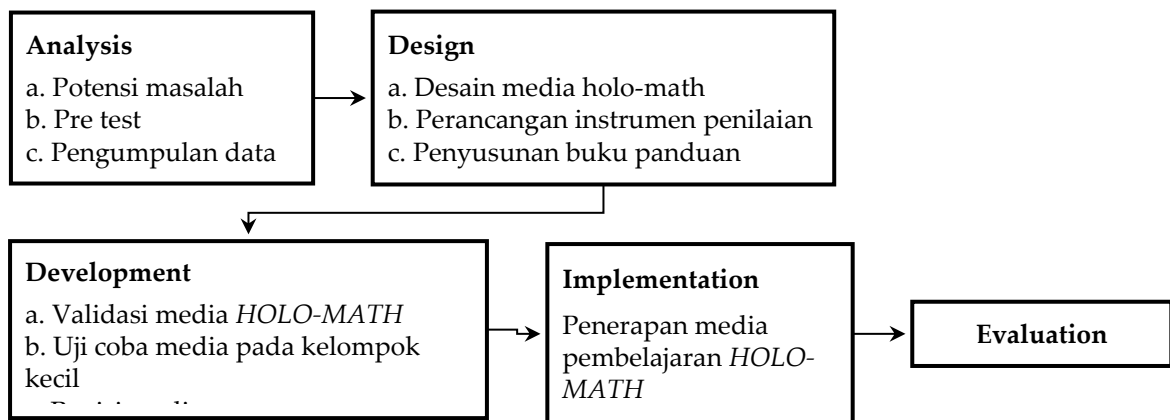 Analysis
a. Potensi masalah
b. Pre test
c. Pengumpulan data
Design
a. Desain media holo-math
b. Perancangan instrumen penilaian
c. Penyusunan buku panduan
Development
a. Validasi media HOLO-MATH
b. Uji coba media pada kelompok
kecil
Implementation
Penerapan media
pembelajaran HOLO-
MATH
Evaluation